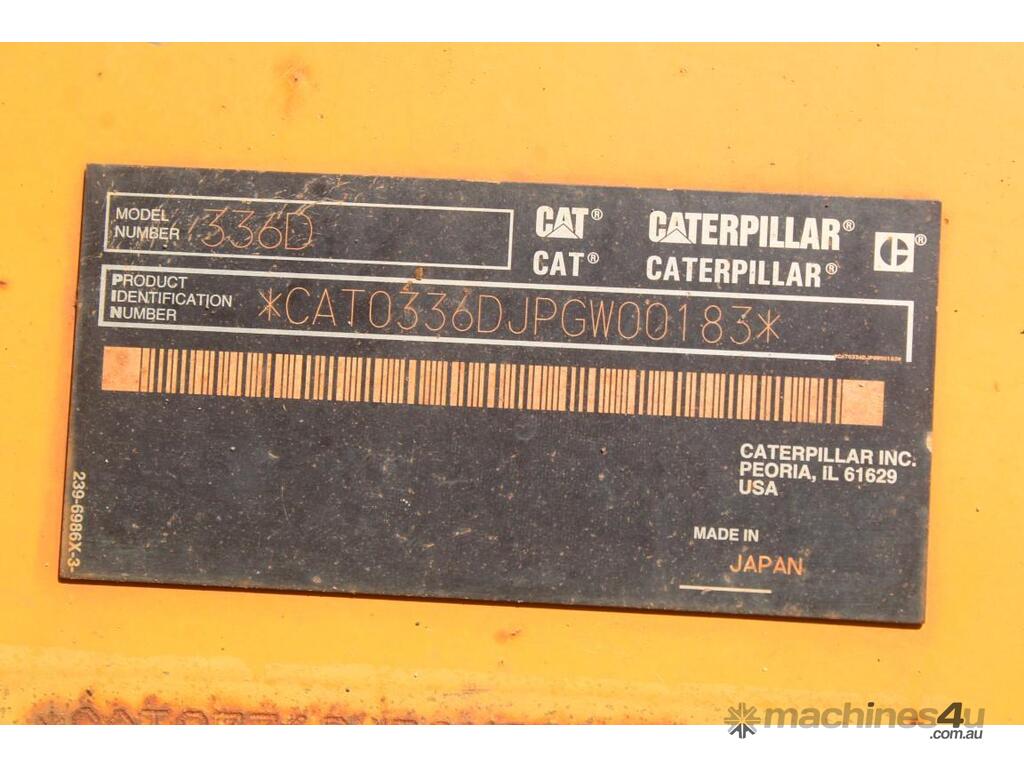 MODEL
NUMBER 336D
CAT® CATERPILLAR® ®
CAT® CATERPILLAR®
PRODUCT
IDENTIFICATION
NUMBER *CAT0336DJPGW00183*
*CAT0336DJPGW00183*
CATERPILLAR INC.
PEORIA, IL 61629
USA
239-6986X-3-
MADE IN
JAPAN
machines4u
.com.au